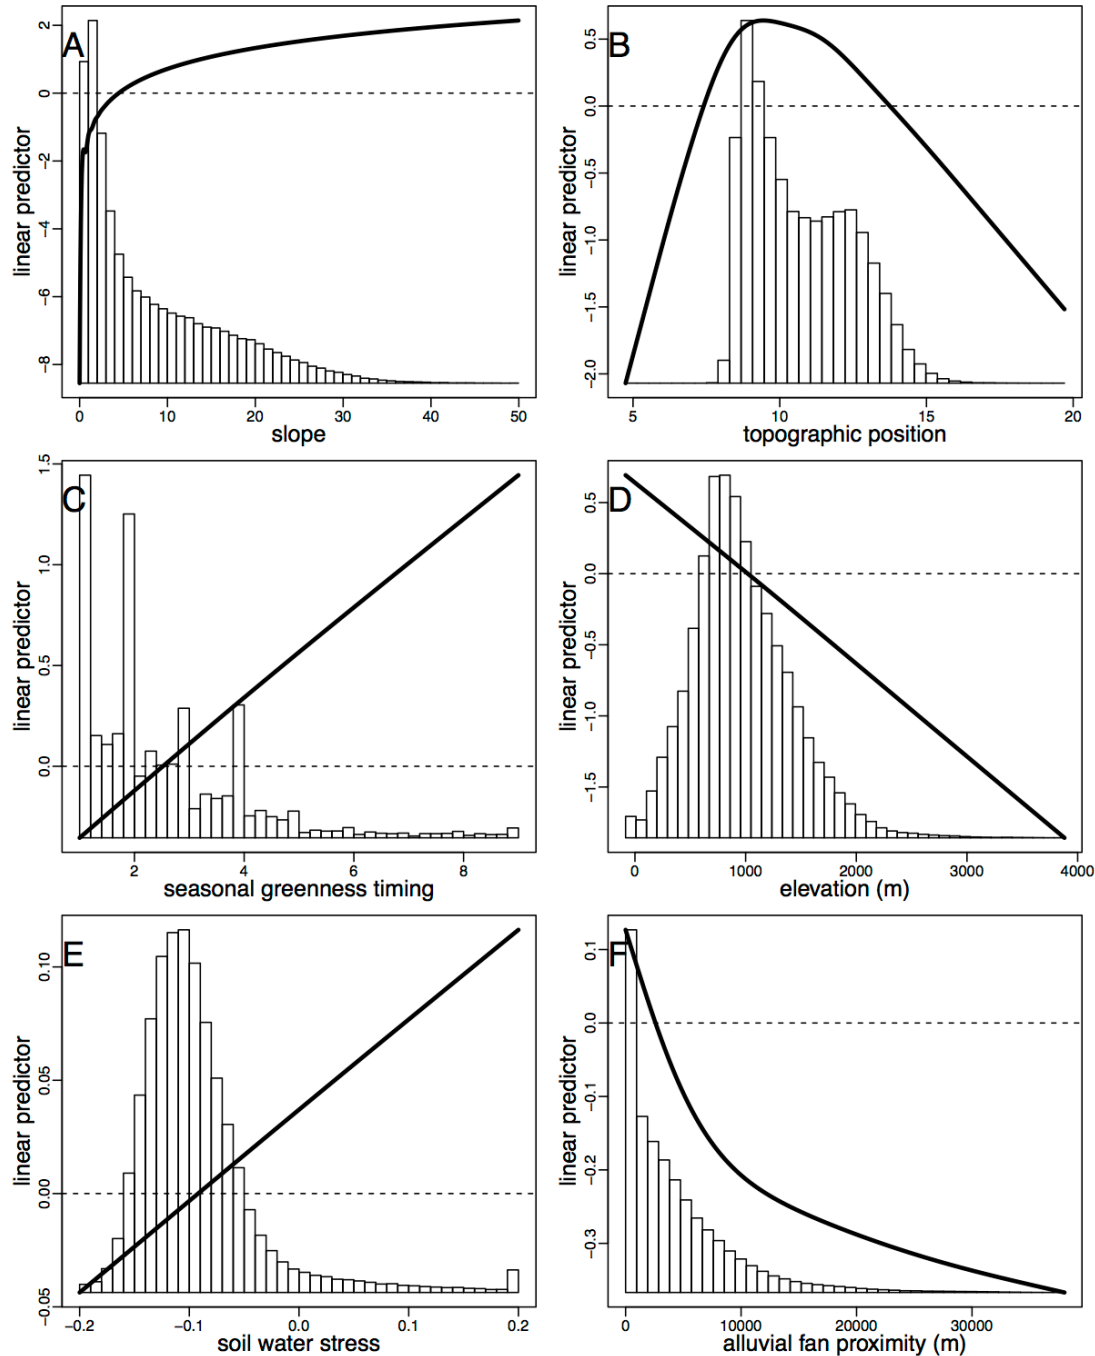 A
linear predictor
2
0
−2
−4
−6
−8
0 10 20 30 40 50
slope
B
linear predictor
0.5
0.0
−0.5
−1.0
−1.5
−2.0
5 10 15 20
topographic position
C
linear predictor
1.5
1.0
0.5
0.0
2 4 6 8
seasonal greenness timing
D
linear predictor
0.5
0.0
−0.5
−1.0
−1.5
0 1000 2000 3000 4000
elevation (m)
E
linear predictor
0.10
0.05
0.00
−0.05
−0.2 −0.1 0.0 0.1 0.2
soil water stress
F
linear predictor
0.1
0.0
−0.1
−0.2
−0.3
0 10000 20000 30000
alluvial fan proximity (m)